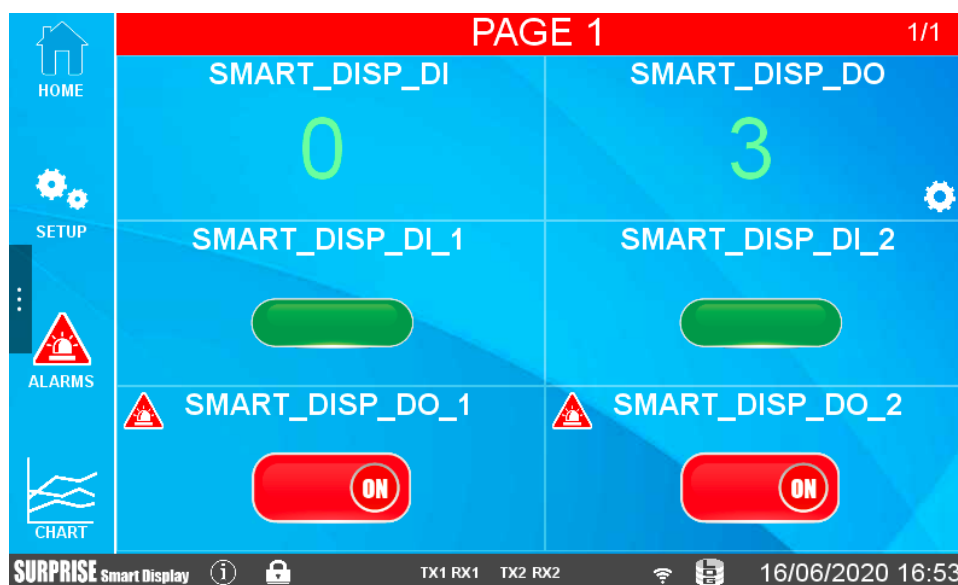 PAGE 1 1/1
HOME
SMART_DISP_DI SMART_DISP_DO
0 3
SETUP
SMART_DISP_DI_1 SMART_DISP_DI_2
ALARMS
SMART_DISP_DO_1 SMART_DISP_DO_2
ON ON
CHART
SURPRISE Smart Display i TX1 RX1 TX2 RX2 16/06/2020 16:53